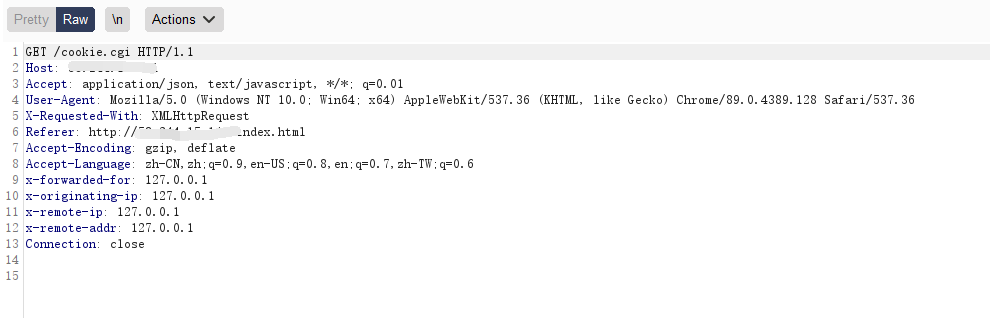 Pretty Raw \n Actions
1 GET /cookie.cgi HTTP/1.1
2 Host:
3 Accept: application/json, text/javascript, */*; q=0.01
4 User-Agent: Mozilla/5.0 (Windows NT 10.0; Win64; x64) AppleWebKit/537.36 (KHTML, like Gecko) Chrome/89.0.4389.128 Safari/537.36
5 X-Requested-With: XMLHttpRequest
6 Referer: http:// index.html
7 Accept-Encoding: gzip, deflate
8 Accept-Language: zh-CN,zh;q=0.9,en-US;q=0.8,en;q=0.7,zh-TW;q=0.6
9 x-forwarded-for: 127.0.0.1
10 x-originating-ip: 127.0.0.1
11 x-remote-ip: 127.0.0.1
12 x-remote-addr: 127.0.0.1
13 Connection: close
14
15